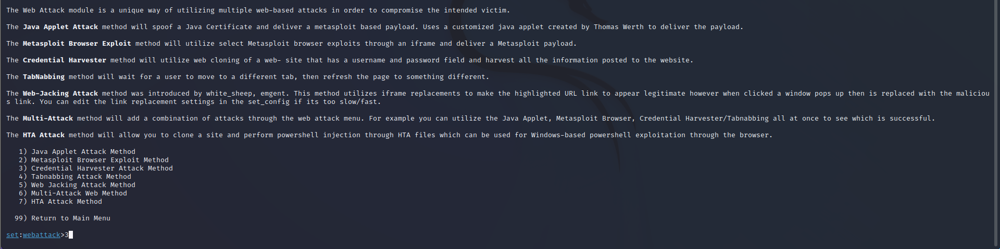 The Web Attack module is a unique way of utilizing multiple web-based attacks in order to compromise the intended victim.
The Java Applet Attack method will spoof a Java Certificate and deliver a metasploit based payload. Uses a customized java applet created by Thomas Werth to deliver the payload.
The Metasploit Browser Exploit method will utilize select Metasploit browser exploits through an iframe and deliver a Metasploit payload.
The Credential Harvester method will utilize web cloning of a web- site that has a username and password field and harvest all the information posted to the website.
The TabNabbing method will wait for a user to move to a different tab, then refresh the page to something different.
The Web-Jacking Attack method was introduced by white_sheep, emgent. This method utilizes iframe replacements to make the highlighted URL link to appear legitimate however when clicked a window pops up then is replaced with the maliciou
s link. You can edit the link replacement settings in the set_config if its too slow/fast.
The Multi-Attack method will add a combination of attacks through the web attack menu. For example you can utilize the Java Applet, Metasploit Browser, Credential Harvester/Tabnabbing all at once to see which is successful.
The HTA Attack method will allow you to clone a site and perform powershell injection through HTA files which can be used for Windows-based powershell exploitation through the browser.
1) Java Applet Attack Method
2) Metasploit Browser Exploit Method
3) Credential Harvester Attack Method
4) Tabnabbing Attack Method
5) Web Jacking Attack Method
6) Multi-Attack Web Method
7) HTA Attack Method
99) Return to Main Menu
set:webattack>3